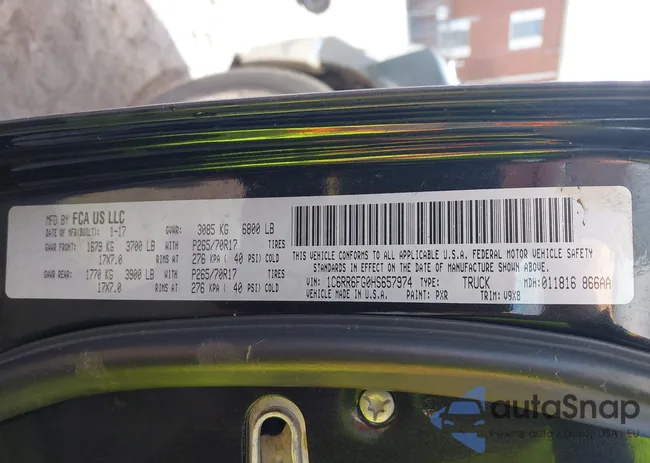 MFD BY FCA US LLC
DATE OF MFR(BUILT): 1-17 GVWR: 3085 KG 6800 LB
GAWR FRONT: 1679 KG 3700 LB WITH P265/70R17 TIRES
17X7.0 RIMS AT 276 KPA ( 40 PSI) COLD
GAWR REAR: 1770 KG 3900 LB WITH P265/70R17 TIRES
17X7.0 RIMS AT 276 KPA ( 40 PSI) COLD
THIS VEHICLE CONFORMS TO ALL APPLICABLE U.S.A. FEDERAL MOTOR VEHICLE SAFETY
STANDARDS IN EFFECT ON THE DATE OF MANUFACTURE SHOWN ABOVE.
VIN: 1C6RR6FG0HS657974 TYPE: TRUCK MDH: 011816 866AA
VEHICLE MADE IN U.S.A. PAINT: PXR TRIM: V9X8
autoSnap